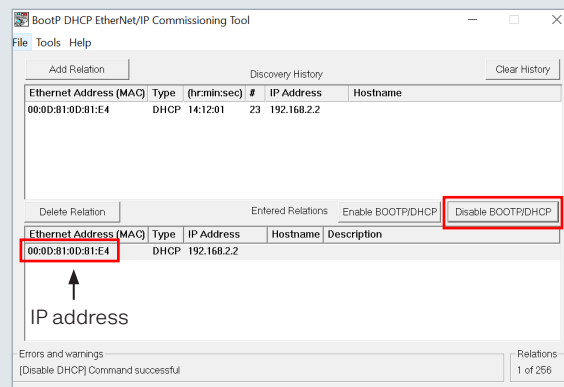 BootP DHCP EtherNet/IP Commissioning Tool
File Tools Help
Add Relation
Discovery History
Clear History
Ethernet Address (MAC) Type (hr:min:sec) # IP Address Hostname
00:0D:81:0D:81:E4 DHCP 14:12:01 23 192.168.2.2
Delete Relation
Entered Relations
Enable BOOTP/DHCP
Disable BOOTP/DHCP
Ethernet Address (MAC) Type IP Address Hostname Description
00:0D:81:0D:81:E4 DHCP 192.168.2.2
IP address
Errors and warnings
[Disable DHCP] Command successful
Relations
1 of 256